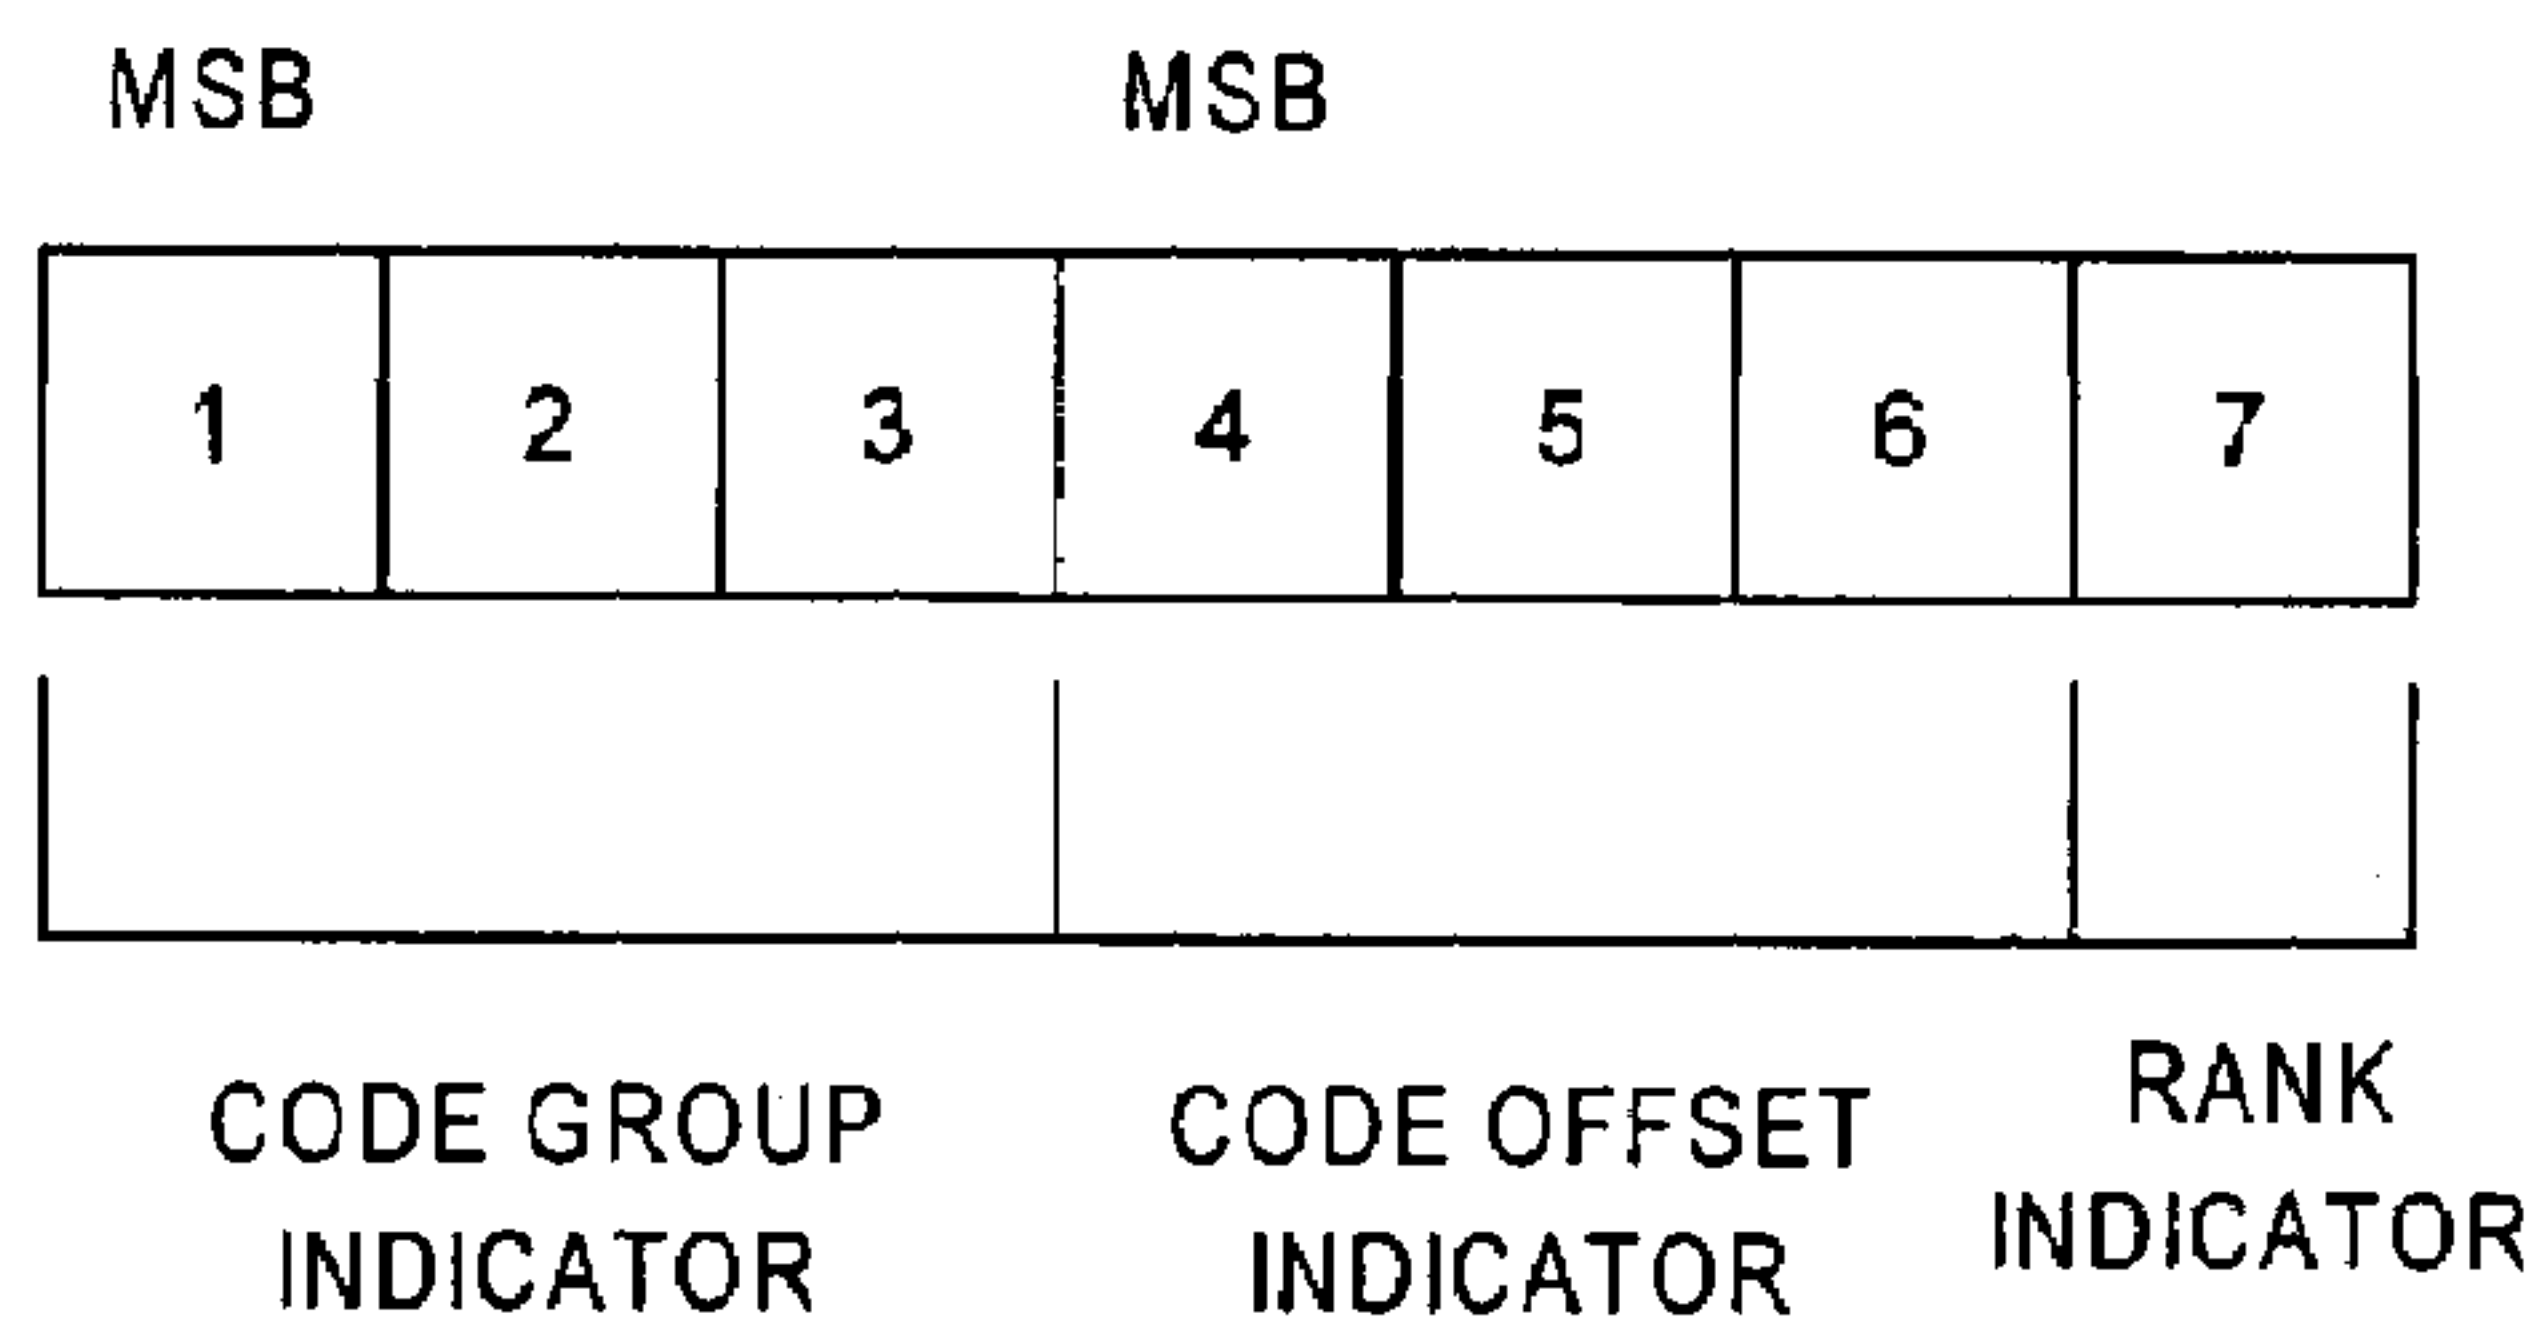 MSB MSB
1 2 3 4 5 6 7
CODE GROUP
INDICATOR
CODE OFFSET
INDICATOR
RANK
INDICATOR